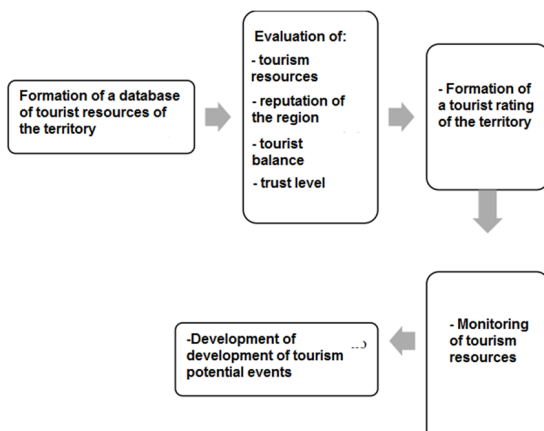 Formation of a database
of tourist resources of
the territory
Evaluation of:
- tourism
resources
- reputation of
the region
- tourist
balance
- trust level
- Formation of
a tourist rating
of the territory
- Monitoring
of tourism
resources
-Development of
development of tourism
potential events